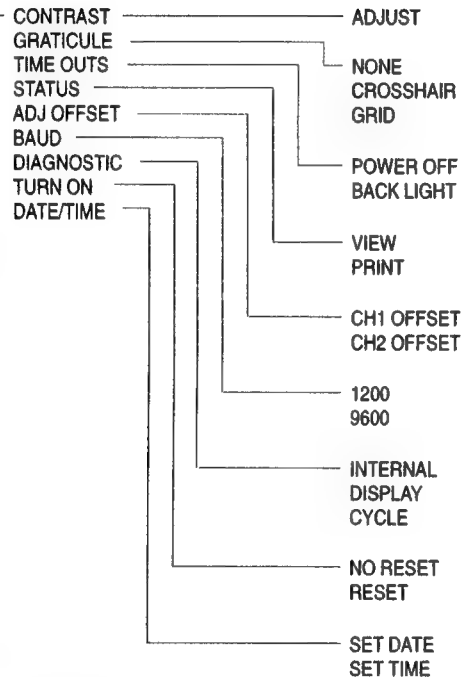 CONTRAST
GRATICULE
TIME OUTS
STATUS
ADJ OFFSET
BAUD
DIAGNOSTIC
TURN ON
DATE/TIME
ADJUST
NONE
CROSSHAIR
GRID
POWER OFF
BACK LIGHT
VIEW
PRINT
CH1 OFFSET
CH2 OFFSET
1200
9600
INTERNAL
DISPLAY
CYCLE
NO RESET
RESET
SET DATE
SET TIME